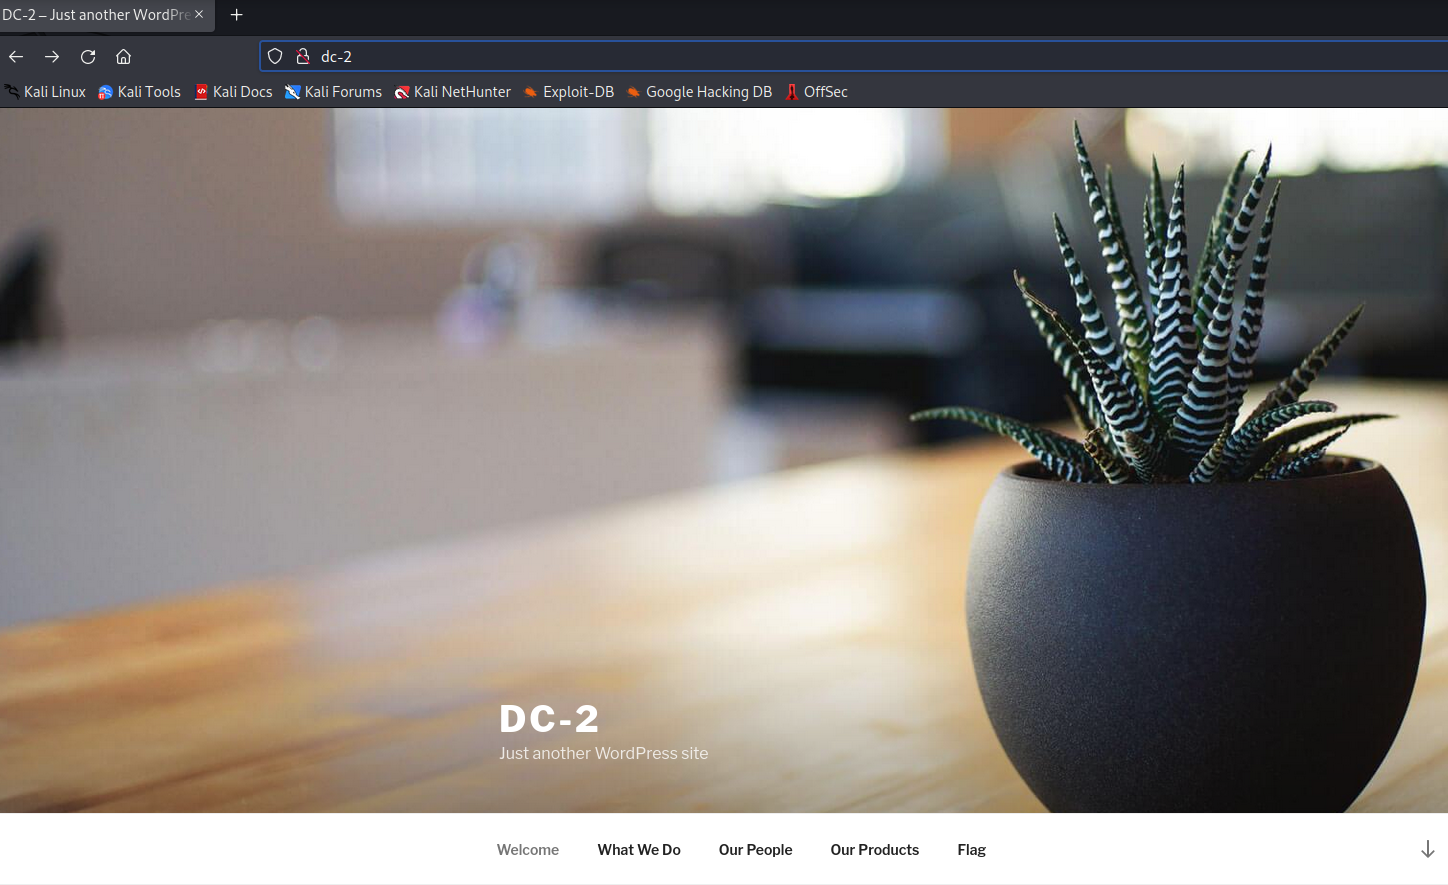 DC-2 – Just another WordPre
dc-2
Kali Linux Kali Tools Kali Docs Kali Forums Kali NetHunter Exploit-DB Google Hacking DB OffSec
DC-2
Just another WordPress site
Welcome What We Do Our People Our Products Flag